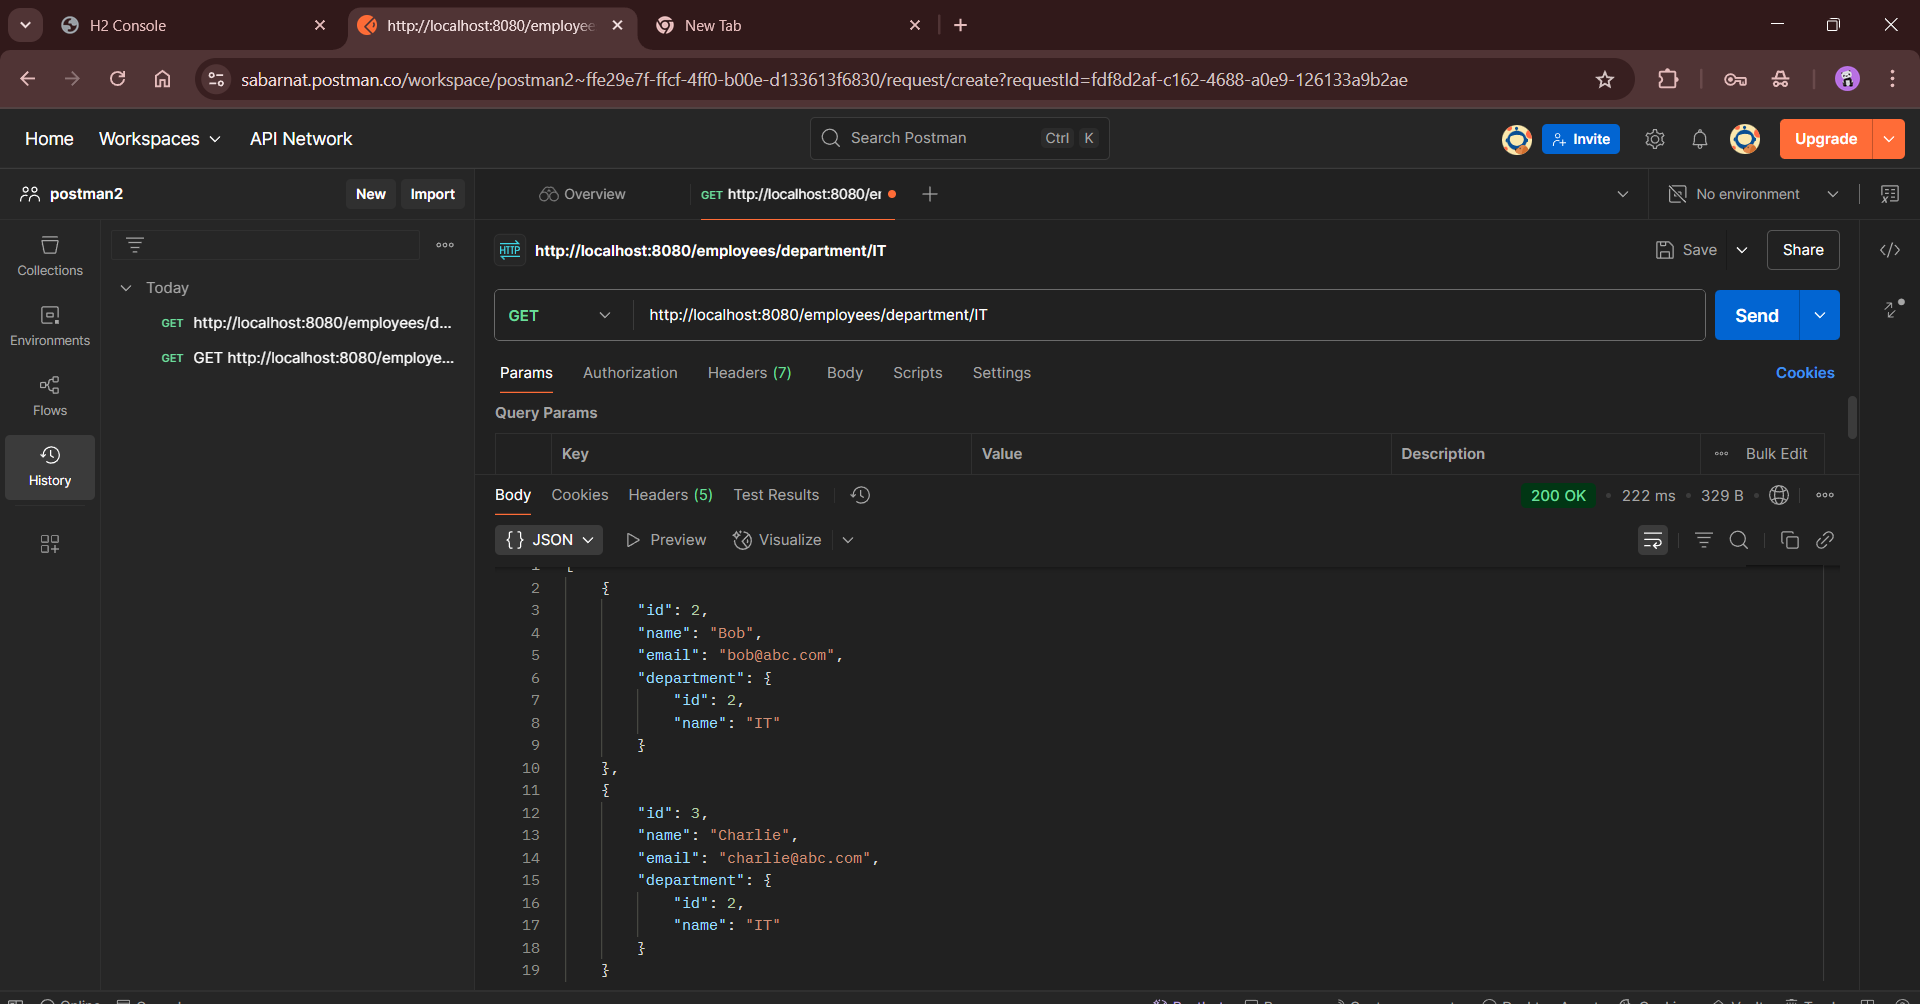 H2 Console
http://localhost:8080/employee
New Tab
sabarnat.postman.co/workspace/postman2~ffe29e7f-ffcf-4ff0-b00e-d133613f6830/request/create?requestId=fdf8d2af-c162-4688-a0e9-126133a9b2ae
Home Workspaces API Network
Search Postman Ctrl K
Invite
Upgrade
postman2 New Import
Overview
GET http://localhost:8080/er
No environment
Collections
Environments
Flows
History
Today
GET http://localhost:8080/employees/d...
GET GET http://localhost:8080/employe...
HTTP http://localhost:8080/employees/department/IT
Save Share
GET http://localhost:8080/employees/department/IT
Send
Params Authorization Headers (7) Body Scripts Settings Cookies
Query Params
Key Value Description Bulk Edit
Body Cookies Headers (5) Test Results
200 OK • 222 ms • 329 B
{} JSON Preview Visualize
1 [
2 {
3 "id": 2,
4 "name": "Bob",
5 "email": "bob@abc.com",
6 "department": {
7 "id": 2,
8 "name": "IT"
9 }
10 },
11 {
12 "id": 3,
13 "name": "Charlie",
14 "email": "charlie@abc.com",
15 "department": {
16 "id": 2,
17 "name": "IT"
18 }
19 }